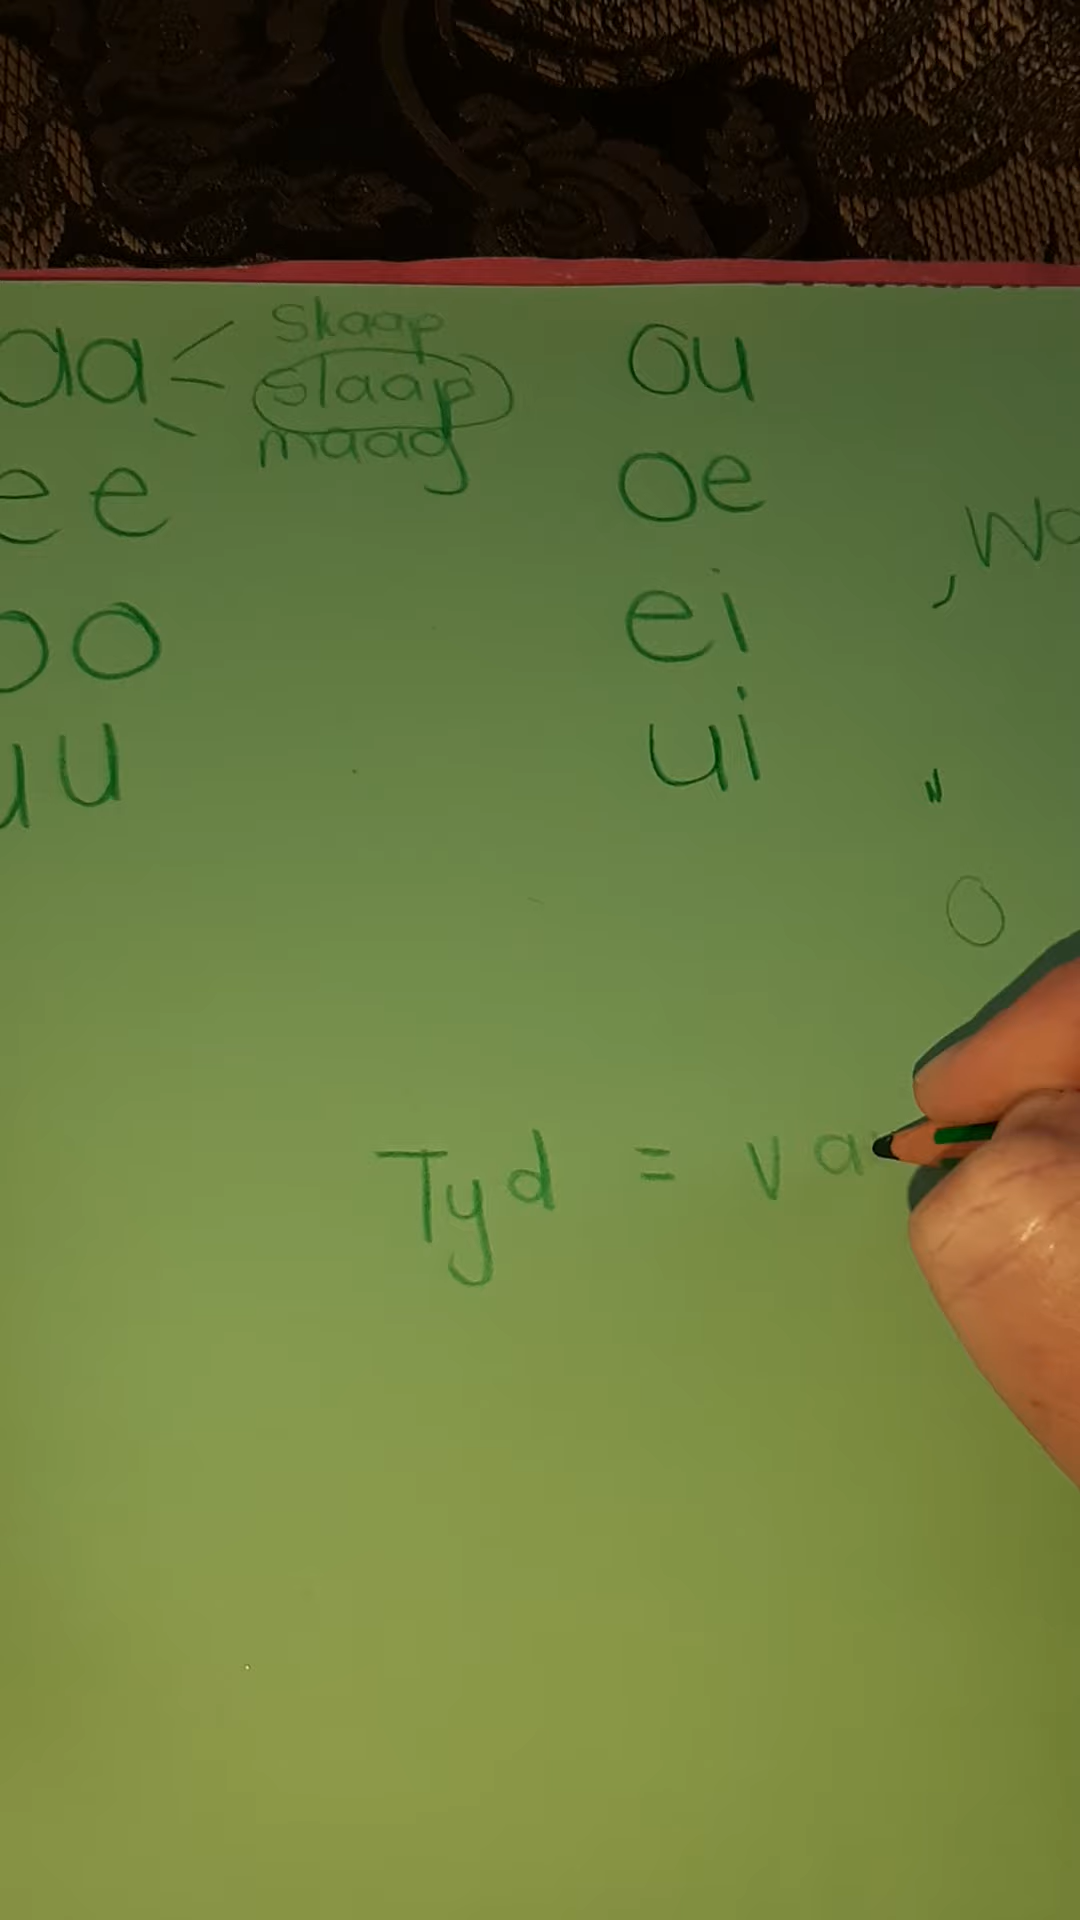 aa
skaap
slaap
maag
ee
oo
uu
ou
oe
ei
ui
,
"
O
Tyd = va